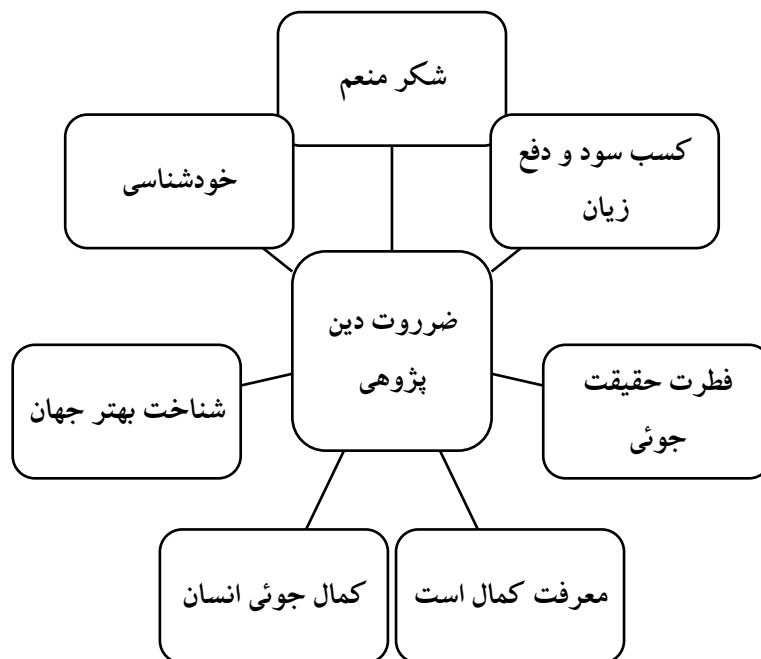 شکر منعم
کسب سود و دفع
زیان
خودشناسی
ضرروت دین
پژوهی
فطرت حقیقت
جوئی
شناخت بهتر جهان
معرفت کمال است
کمال جوئی انسان